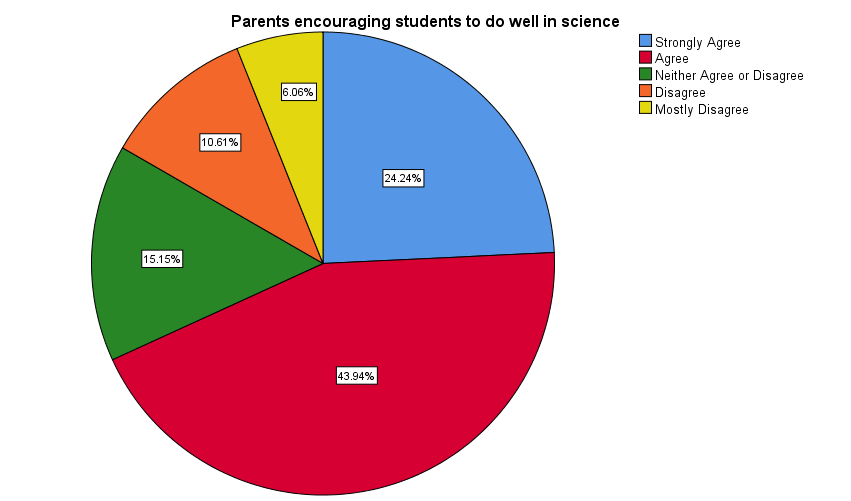 Parents encouraging students to do well in science
Strongly Agree
Agree
Neither Agree or Disagree
Disagree
Mostly Disagree
6.06%
10.61%
24.24%
15.15%
43.94%